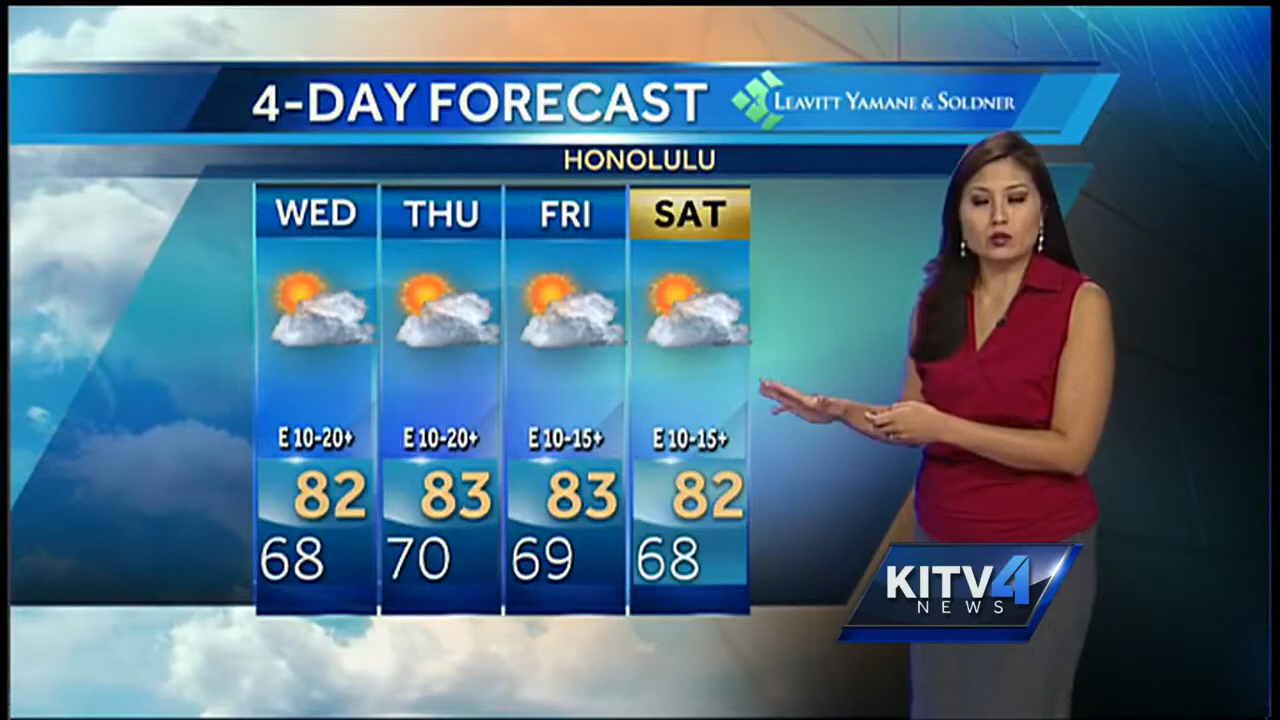 4-DAY FORECAST
LEAVITT YAMANE & SOLDNER
HONOLULU
WED THU FRI SAT
E 10-20+ E 10-20+ E 10-15+ E 10-15+
82 83 83 82
68 70 69 68
KITV4
NEWS